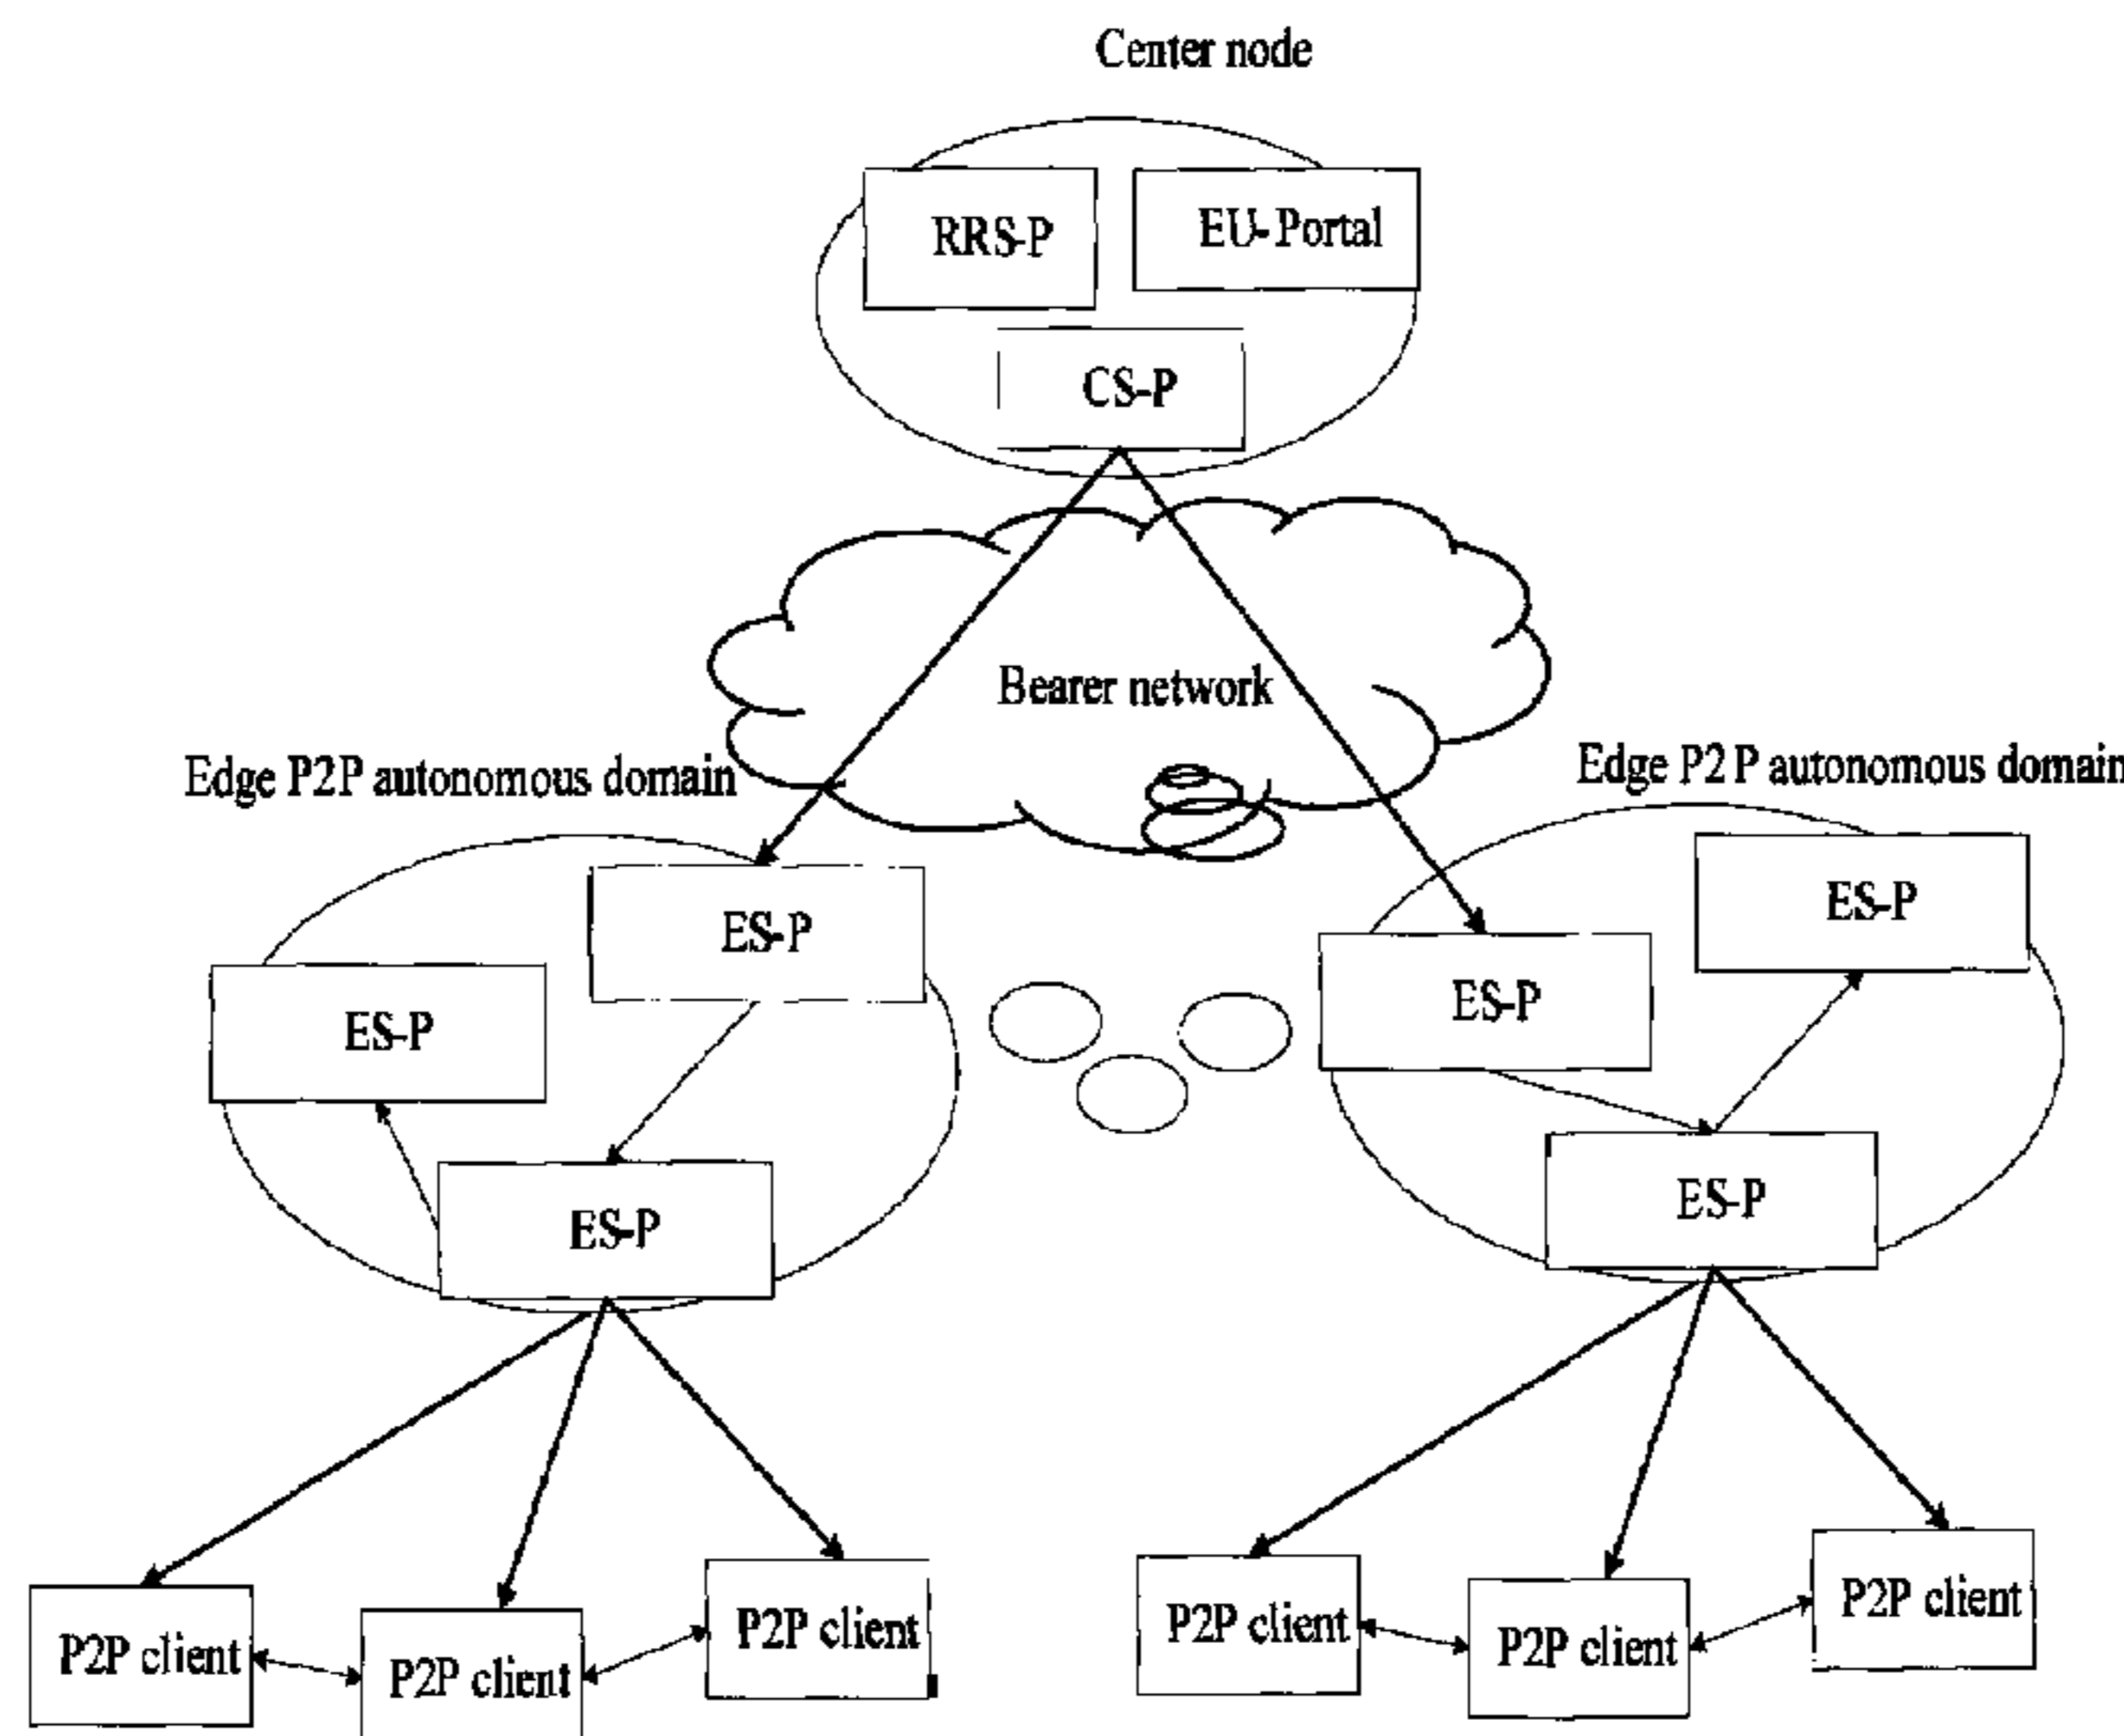 Center node
RRS-P
EU-Portal
CS-P
Bearer network
Edge P2P autonomous domain
Edge P2P autonomous domain
ES-P
ES-P
ES-P
ES-P
ES-P
ES-P
P2P client
P2P client
P2P client
P2P client
P2P client
P2P client